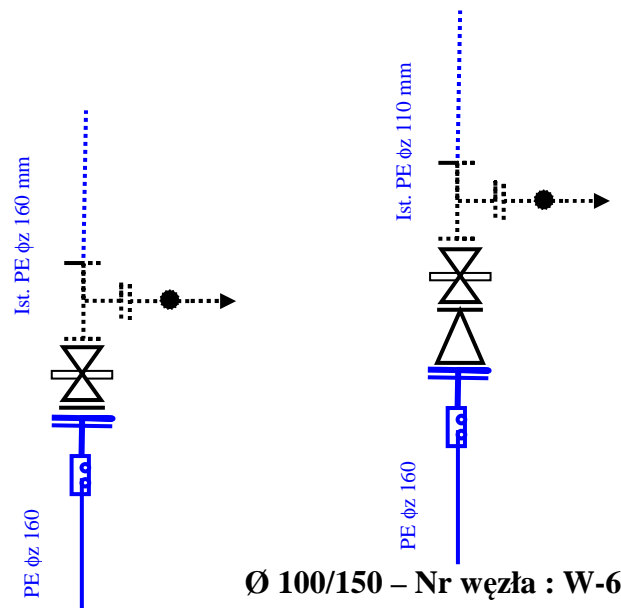 Ist. PE ϕz 160 mm
PE ϕz 160
Ist. PE ϕz 110 mm
PE ϕz 160
Ø 100/150 – Nr węzła : W-6